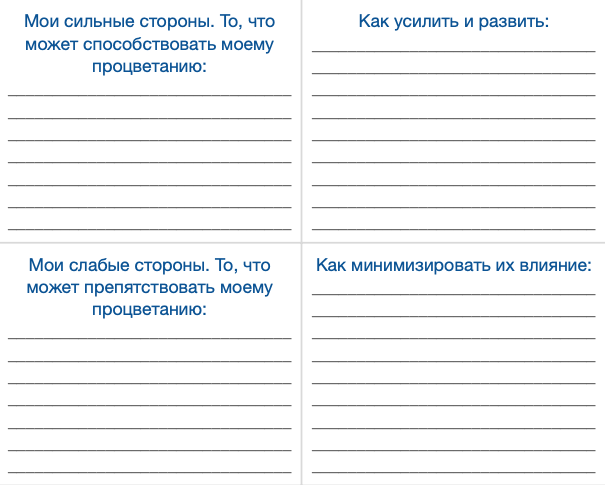 Мои сильные стороны. То, что
может способствовать моему
процветанию:
Как усилить и развить:
Мои слабые стороны. То, что
может препятствовать моему
процветанию:
Как минимизировать их влияние: